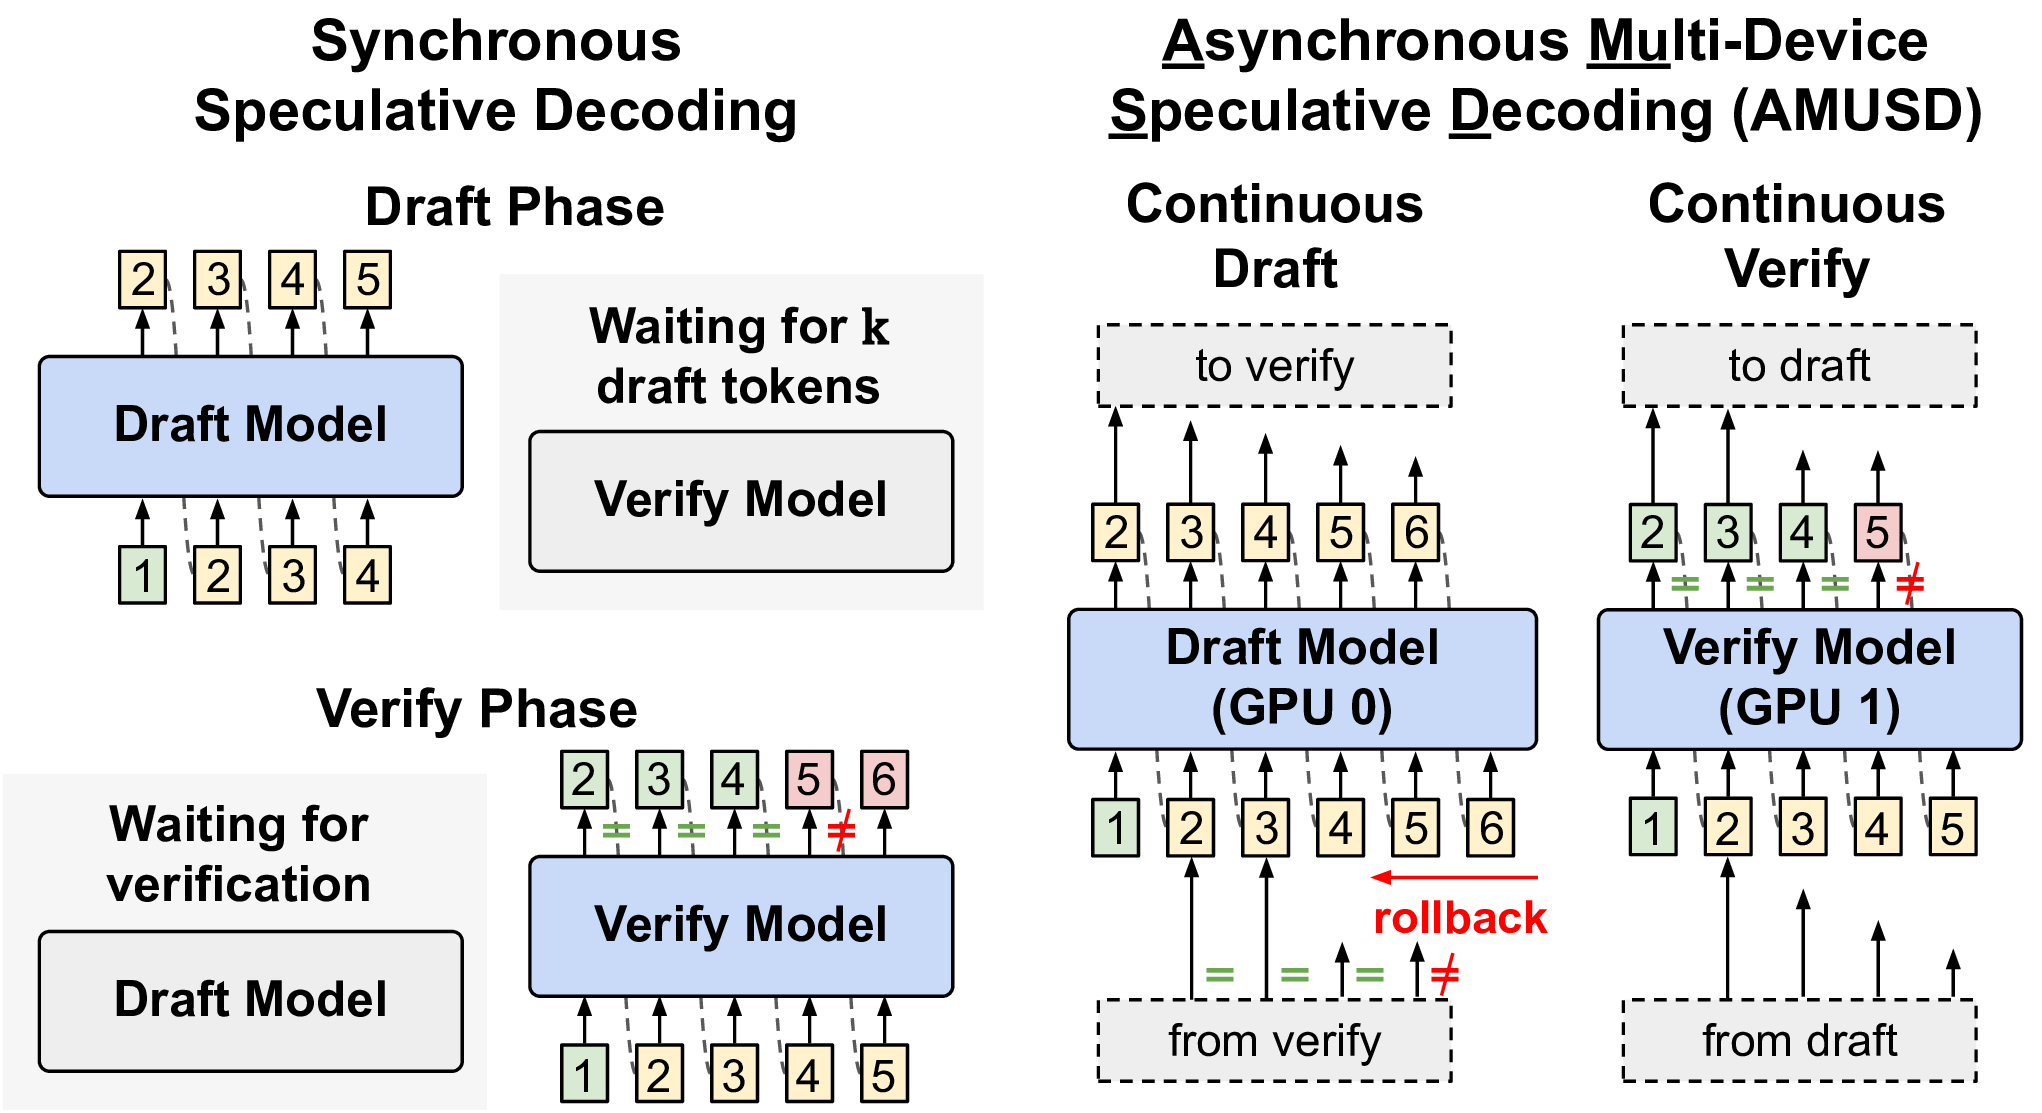 Synchronous
Speculative Decoding
Draft Phase
2 3 4 5
Draft Model
1 2 3 4
Waiting for k
draft tokens
Verify Model
Verify Phase
Waiting for
verification
Draft Model
2 3 4 5 6
= = = ≠
Verify Model
1 2 3 4 5
Asynchronous Multi-Device
Speculative Decoding (AMUSD)
Continuous
Draft
to verify
2 3 4 5 6
Draft Model
(GPU 0)
1 2 3 4 5 6
rollback
= = = ≠
from verify
Continuous
Verify
to draft
2 3 4 5
= = = ≠
Verify Model
(GPU 1)
1 2 3 4 5
from draft